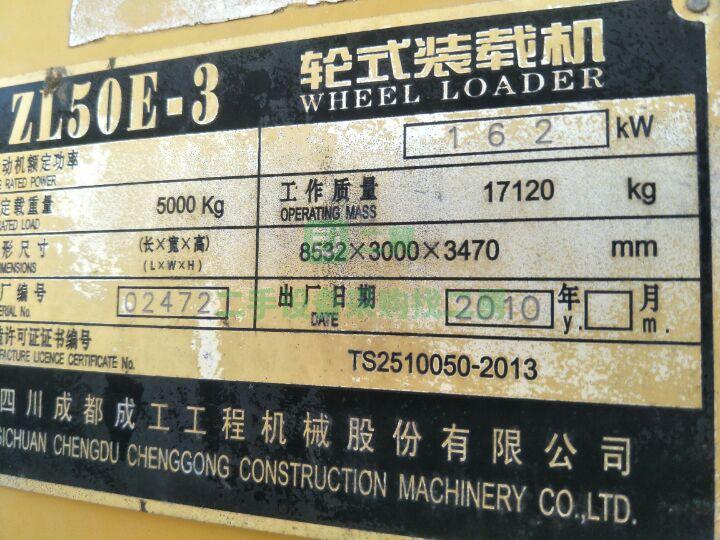 ZL50E-3 轮式装载机
WHEEL LOADER
动机额定功率 162 kW
RATED POWER
定载重量 5000 Kg 工作质量 17120 kg
RATED LOAD OPERATING MASS
形尺寸 (长×宽×高) 8532×3000×3470 mm
DIMENSIONS (L×W×H)
厂编号 02472 出厂日期 2010 年 月
SERIAL No. DATE y. m.
造许可证证书编号
MANUFACTURE LICENCE CERTIFICATE No. TS2510050-2013
四川成都成工工程机械股份有限公司
SICHUAN CHENGDU CHENGGONG CONSTRUCTION MACHINERY CO.,LTD.